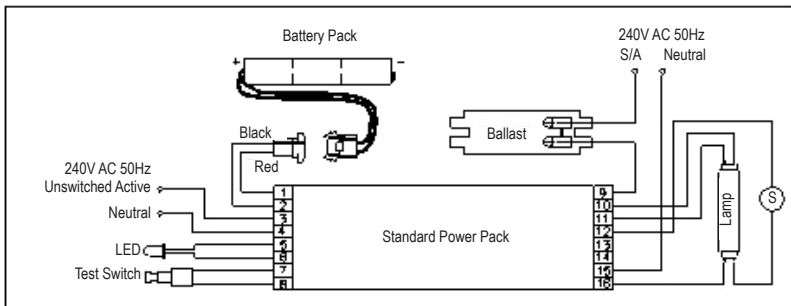 Battery Pack
240V AC 50Hz
S/A Neutral
+ -
Ballast
Black
Red
240V AC 50Hz
Unswitched Active
Neutral
LED
Test Switch
1
2
3
4
5
6
7
8
Standard Power Pack
9
10
11
12
13
14
15
16
Lamp
S